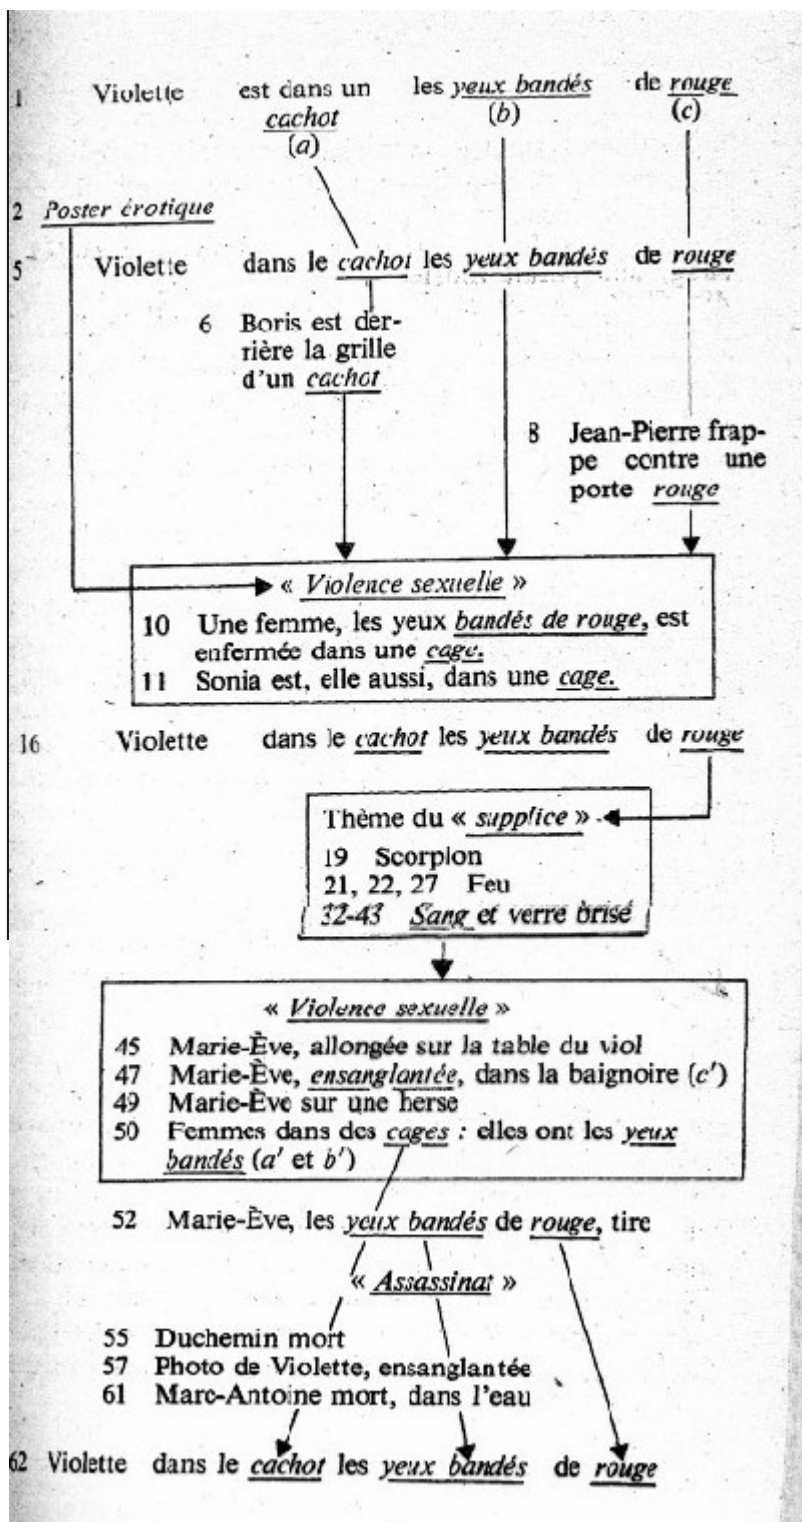 1 Violette est dans un les yeux bandés de rouge
cachot (b) (c)
(a)
2 Poster érotique
5 Violette dans le cachot les yeux bandés de rouge
6 Boris est der-
rière la grille
d'un cachot
8 Jean-Pierre frap-
pe contre une
porte rouge
« Violence sexuelle »
10 Une femme, les yeux bandés de rouge, est
enfermée dans une cage.
11 Sonia est, elle aussi, dans une cage.
16 Violette dans le cachot les yeux bandés de rouge
Thème du « supplice »
19 Scorpion
21, 22, 27 Feu
32-43 Sang et verre brisé
« Violence sexuelle »
45 Marie-Ève, allongée sur la table du viol
47 Marie-Ève, ensanglantée, dans la baignoire (c')
49 Marie-Ève sur une herse
50 Femmes dans des cages : elles ont les yeux
bandés (a' et b')
52 Marie-Ève, les yeux bandés de rouge, tire
« Assassinat »
55 Duchemin mort
57 Photo de Violette, ensanglantée
61 Marc-Antoine mort, dans l'eau
62 Violette dans le cachot les yeux bandés de rouge